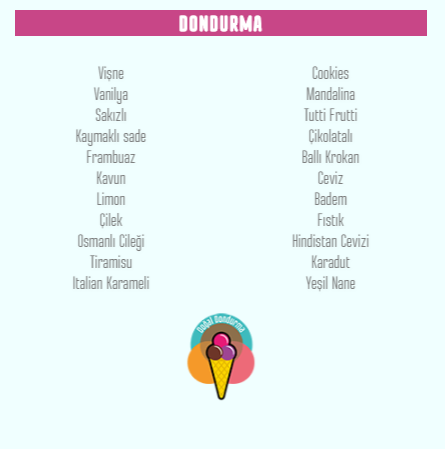 DONDURMA
Vişne
Vanilya
Sakızlı
Kaymaklı sade
Frambuaz
Kavun
Limon
Çilek
Osmanlı Çileği
Tiramisu
Italian Karameli
Cookies
Mandalina
Tutti Frutti
Çikolatalı
Ballı Krokan
Ceviz
Badem
Fıstık
Hindistan Cevizi
Karadut
Yeşil Nane
Doğal Dondurma